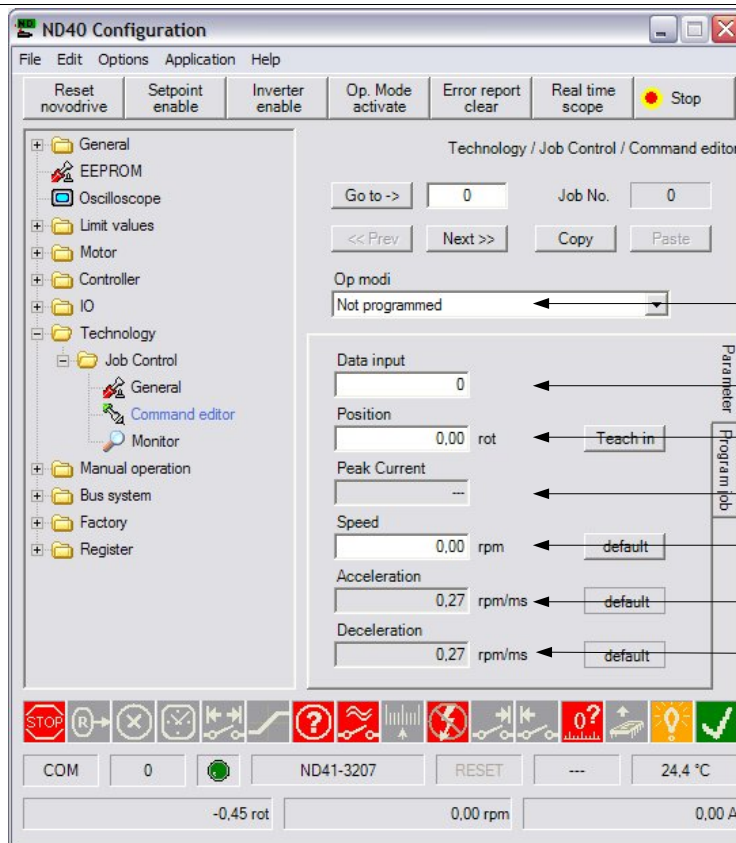 ND40 Configuration
File Edit Options Application Help
Reset novodrive
Setpoint enable
Inverter enable
Op. Mode activate
Error report clear
Real time scope
Stop
General
EEPROM
Oscilloscope
Limit values
Motor
Controller
IO
Technology
Job Control
General
Command editor
Monitor
Manual operation
Bus system
Factory
Register
Technology / Job Control / Command editor
Go to -> 0 Job No. 0
<< Prev Next >> Copy Paste
Op modi
Not programmed
Data input
0
Position
0,00 rot Teach in
Peak Current
---
Speed
0,00 rpm default
Acceleration
0,27 rpm/ms default
Deceleration
0,27 rpm/ms default
Parameter
Program job
STOP R ? 0?
COM 0 ND41-3207 RESET --- 24,4 °C
-0,45 rot 0,00 rpm 0,00 A